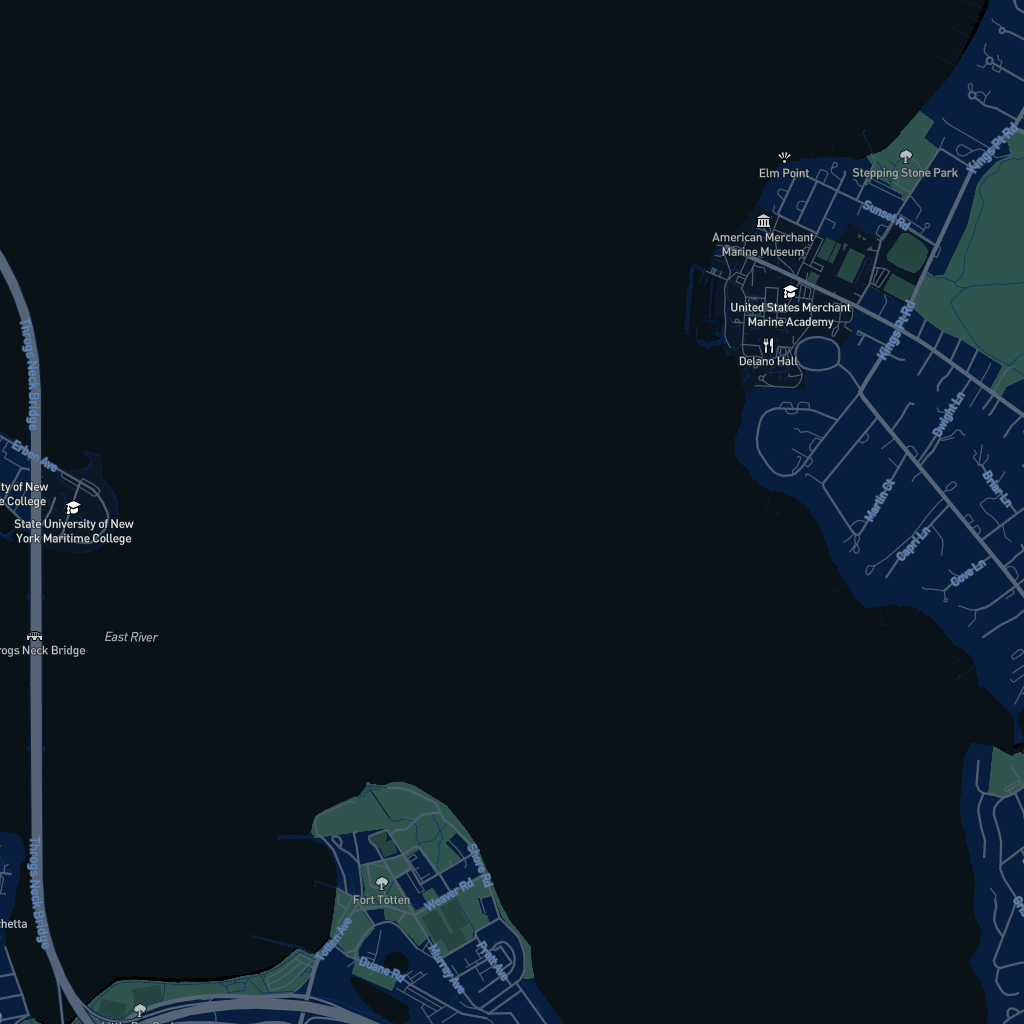 Kings Pt Rd
Elm Point
Stepping Stone Park
Sunset Rd
American Merchant
Marine Museum
United States Merchant
Marine Academy
Kings Pt Rd
Delano Hall
Throgs Neck Bridge
Dwight Ln
Erben Ave
ity of New
e College
Brian Ln
Martin Ct
State University of New
York Maritime College
Capri Ln
Cove Ln
East River
rogs Neck Bridge
Throgs Neck Bridge
Shore Rd
Fort Totten
Weaver Rd
hetta
Totten Ave
Murray Ave
Pratt Ave
Duane Rd